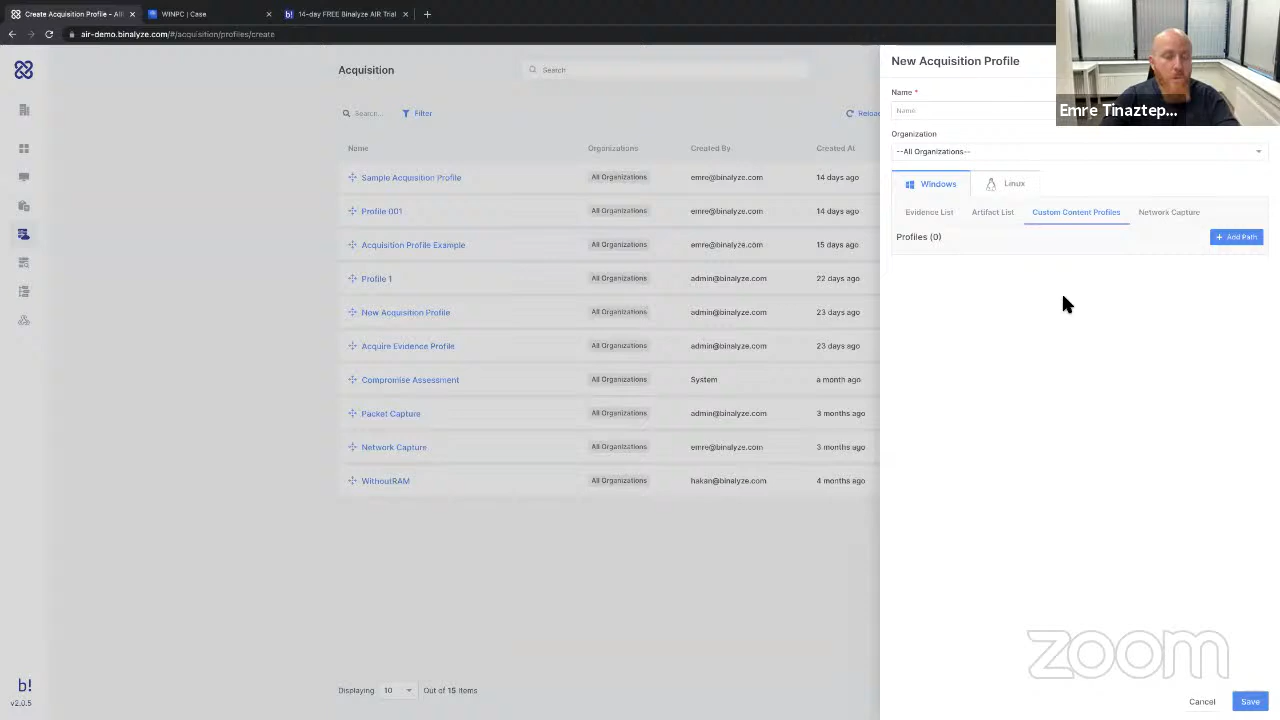 Create Acquisition Profile - Alli
WINPC | Case
14-day FREE Binalyze AIR Trial
air-demo.binalyze.com/#/acquisition/profiles/create
Acquisition
Search
New Acquisition Profile
Emre Tinaztep...
Name *
Name
Search...
Filter
Reload
Organization
--All Organizations--
Name
Organizations
Created By
Created At
Windows
Linux
Sample Acquisition Profile
All Organizations
emre@binalyze.com
14 days ago
Evidence List
Artifact List
Custom Content Profiles
Network Capture
Profile 001
All Organizations
emre@binalyze.com
14 days ago
Profiles (0)
+ Add Path
Acquisition Profile Example
All Organizations
emre@binalyze.com
15 days ago
Profile 1
All Organizations
admin@binalyze.com
22 days ago
New Acquisition Profile
All Organizations
admin@binalyze.com
23 days ago
Acquire Evidence Profile
All Organizations
admin@binalyze.com
23 days ago
Compromise Assessment
All Organizations
System
a month ago
Packet Capture
All Organizations
admin@binalyze.com
3 months ago
Network Capture
All Organizations
emre@binalyze.com
3 months ago
WithoutRAM
All Organizations
hakan@binalyze.com
4 months ago
zoom
b!
v2.0.5
Displaying
10
Out of 15 items
Cancel
Save